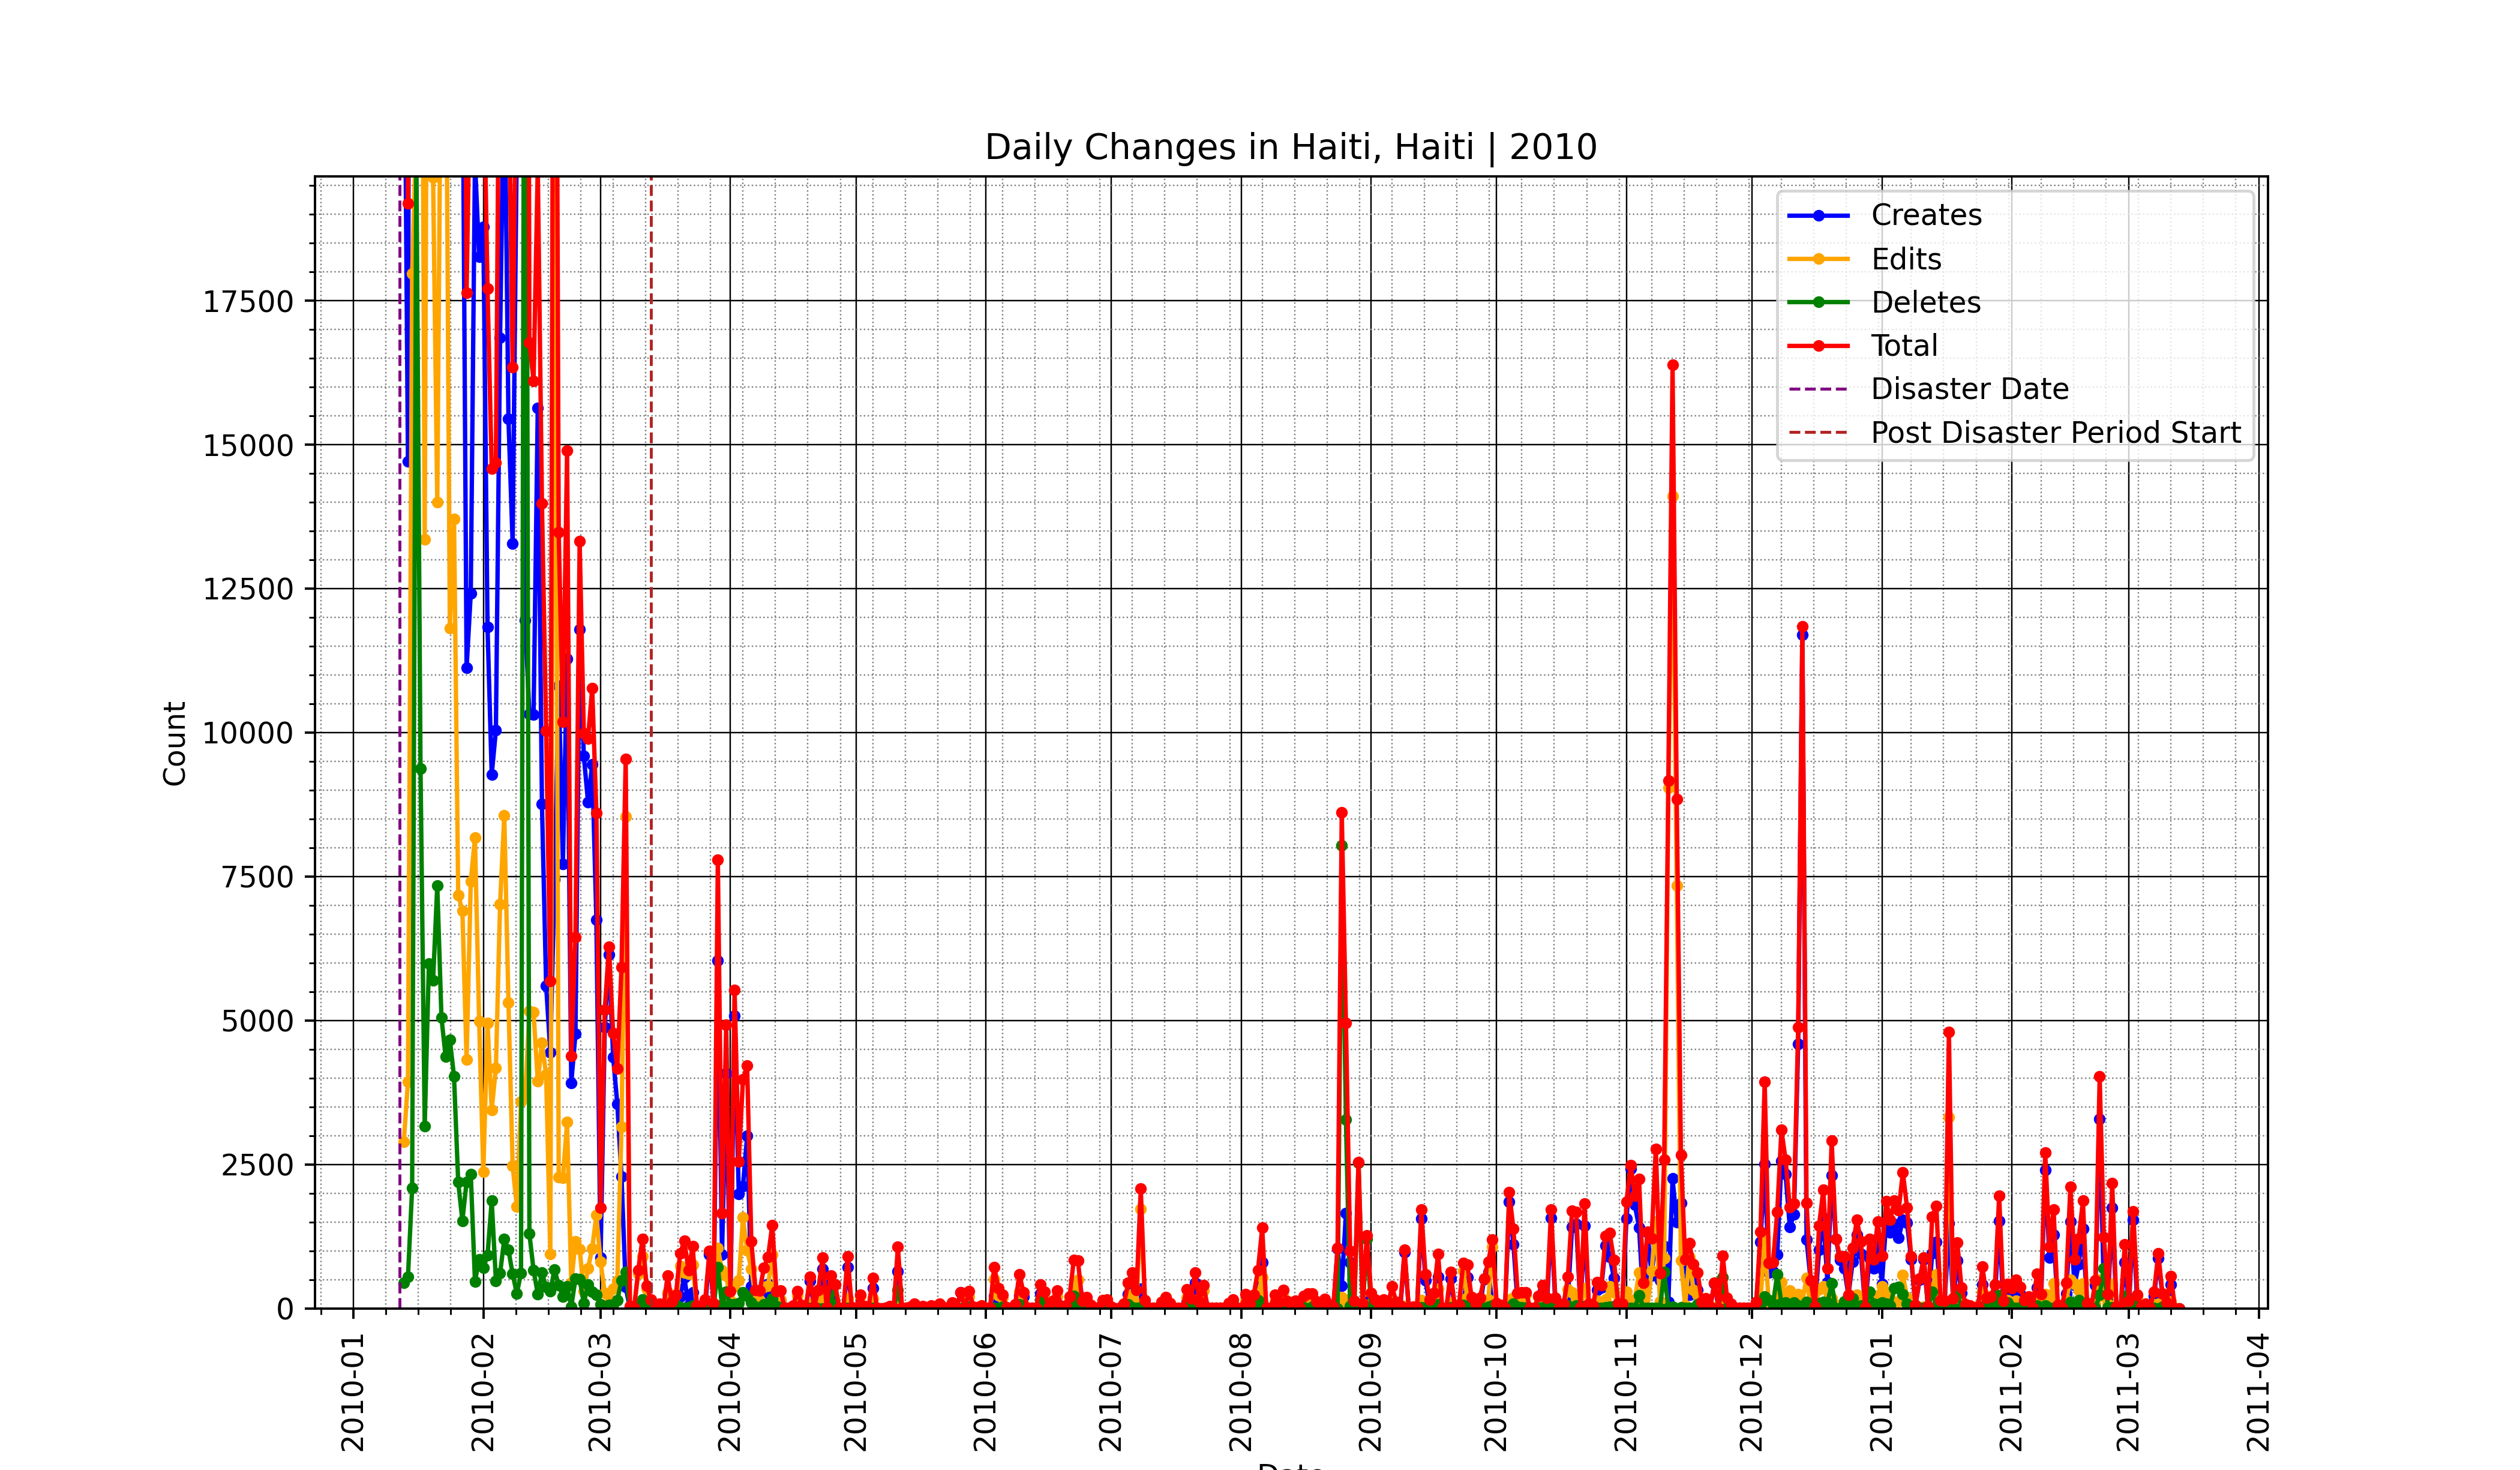 Daily Changes in Haiti, Haiti | 2010
Creates
Edits
Deletes
Total
Disaster Date
Post Disaster Period Start
Count
17500
15000
12500
10000
7500
5000
2500
0
2010-01
2010-02
2010-03
2010-04
2010-05
2010-06
2010-07
2010-08
2010-09
2010-10
2010-11
2010-12
2011-01
2011-02
2011-03
2011-04
Date